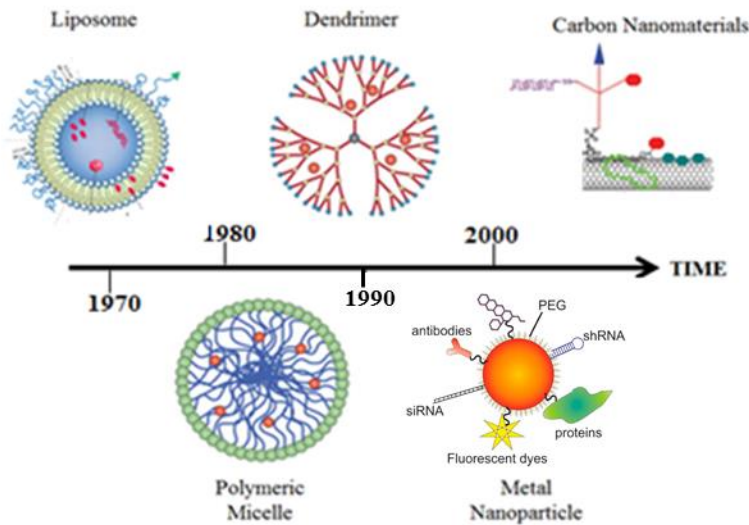 Liposome
Dendrimer
Carbon Nanomaterials
1980
2000
TIME
1970
1990
PEG
antibodies
shRNA
siRNA
proteins
Fluorescent dyes
Polymeric
Micelle
Metal
Nanoparticle